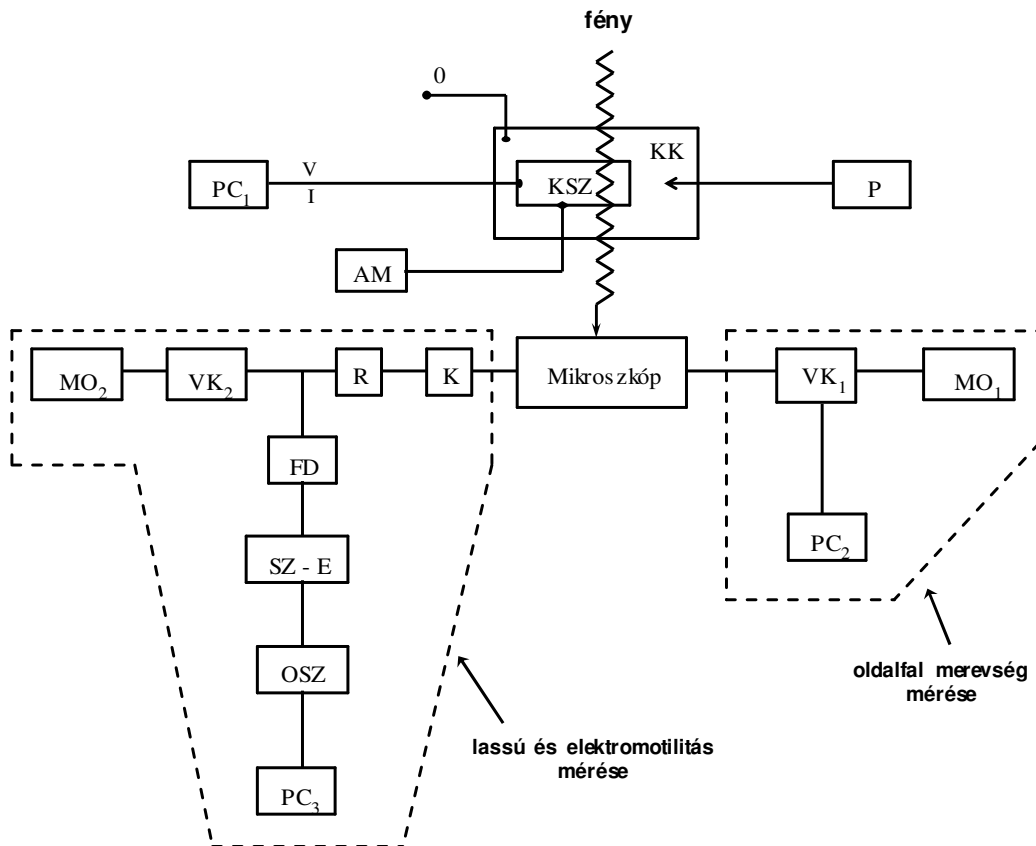 fény
0
KK
PC₁
V
I
KSZ
P
AM
MO₂
VK₂
R
K
Mikroszkóp
VK₁
MO₁
FD
PC₂
SZ - E
OSZ
oldalfal merevség
mérése
lassú és elektromotilitás
mérése
PC₃